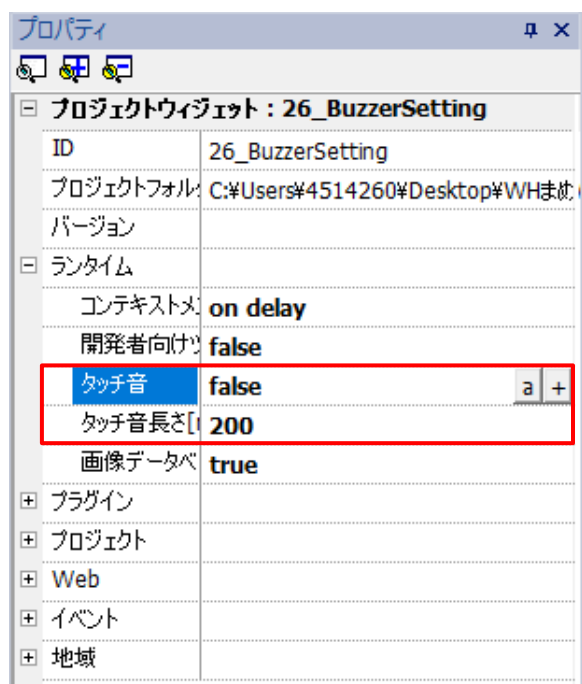 プロパティ
プロジェクトウィジェット : 26_BuzzerSetting
ID 26_BuzzerSetting
プロジェクトフォル C:¥Users¥4514260¥Desktop¥WHまめ
バージョン
ランタイム
コンテキストメ on delay
開発者向け false
タッチ音 false a +
タッチ音長さ[ 200
画像データベ true
プラグイン
プロジェクト
Web
イベント
地域